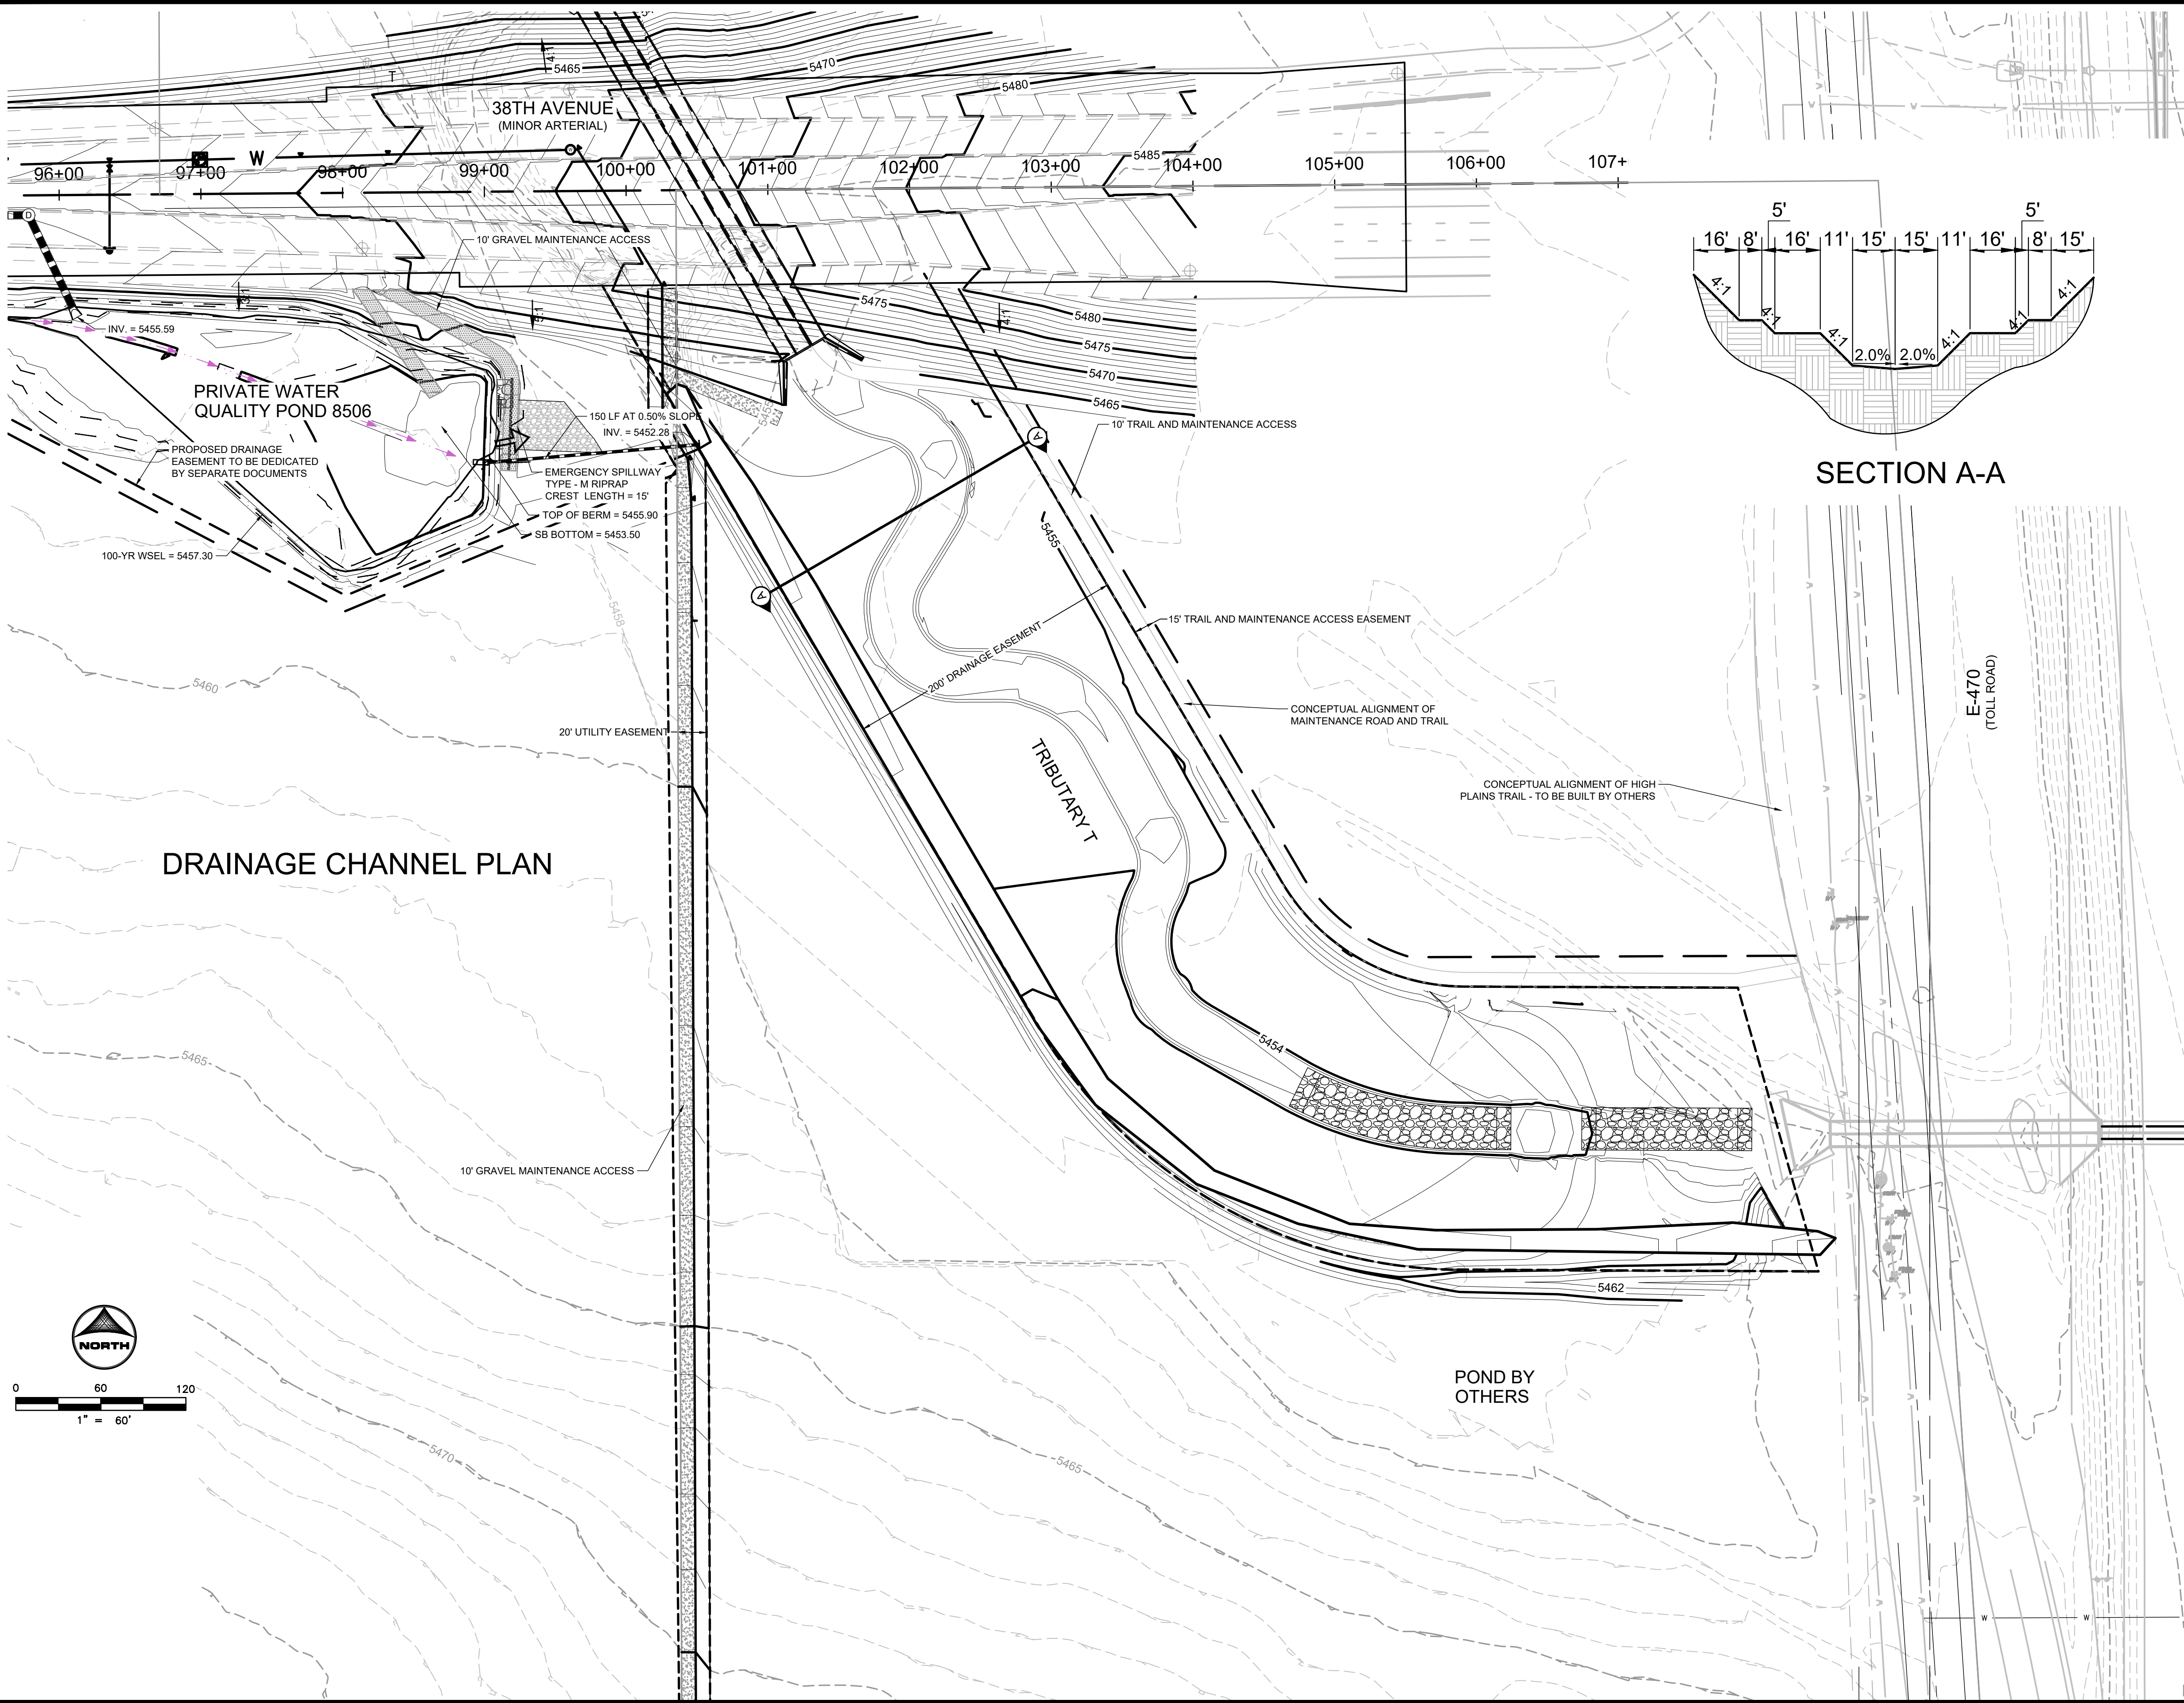 5465
5470
5480
T
38TH AVENUE
(MINOR ARTERIAL)
W
5485
96+00
97+00
98+00
99+00
100+00
101+00
102+00
103+00
104+00
105+00
106+00
107+
D
10' GRAVEL MAINTENANCE ACCESS
4:1
3:1
4:1
5475
5480
5475
5470
5465
INV. = 5455.59
PRIVATE WATER
QUALITY POND 8506
150 LF AT 0.50% SLOPE
INV. = 5452.28
PROPOSED DRAINAGE
EASEMENT TO BE DEDICATED
BY SEPARATE DOCUMENTS
EMERGENCY SPILLWAY
TYPE - M RIPRAP
CREST LENGTH = 15'
TOP OF BERM = 5455.90
SB BOTTOM = 5453.50
100-YR WSEL = 5457.30
5455
A
A
10' TRAIL AND MAINTENANCE ACCESS
5455
5458
15' TRAIL AND MAINTENANCE ACCESS EASEMENT
200' DRAINAGE EASEMENT
5460
CONCEPTUAL ALIGNMENT OF
MAINTENANCE ROAD AND TRAIL
20' UTILITY EASEMENT
TRIBUTARY T
CONCEPTUAL ALIGNMENT OF HIGH
PLAINS TRAIL - TO BE BUILT BY OTHERS
E-470
(TOLL ROAD)
5'
5'
16'
8'
16'
11'
15'
15'
11'
16'
8'
15'
4:1
4:1
4:1
2.0%
2.0%
4:1
4:1
4:1
SECTION A-A
DRAINAGE CHANNEL PLAN
5465
5454
10' GRAVEL MAINTENANCE ACCESS
5462
NORTH
0
60
120
1" = 60'
POND BY
OTHERS
5470
5465
W
W